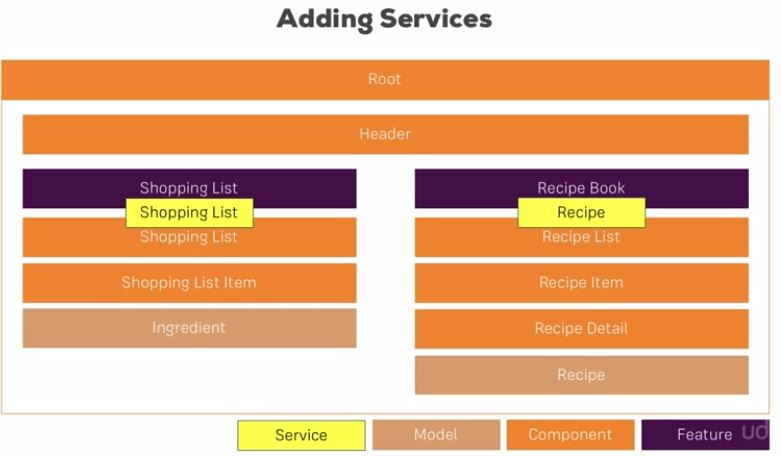 Adding Services
Root
Header
Shopping List
Shopping List
Shopping List
Shopping List Item
Ingredient
Recipe Book
Recipe
Recipe List
Recipe Item
Recipe Detail
Recipe
Service
Model
Component
Feature
ud